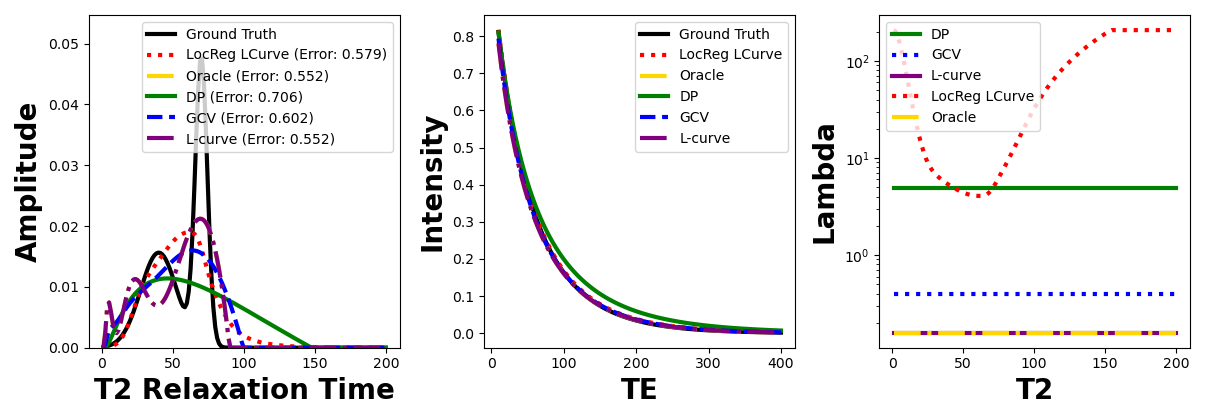 Amplitude
0.05
0.04
0.03
0.02
0.01
0.00
Ground Truth
LocReg LCurve (Error: 0.579)
Oracle (Error: 0.552)
DP (Error: 0.706)
GCV (Error: 0.602)
L-curve (Error: 0.552)
0 50 100 150 200
T2 Relaxation Time
Intensity
0.8
0.7
0.6
0.5
0.4
0.3
0.2
0.1
0.0
Ground Truth
LocReg LCurve
Oracle
DP
GCV
L-curve
0 100 200 300 400
TE
Lambda
10²
10¹
10⁰
DP
GCV
L-curve
LocReg LCurve
Oracle
0 50 100 150 200
T2